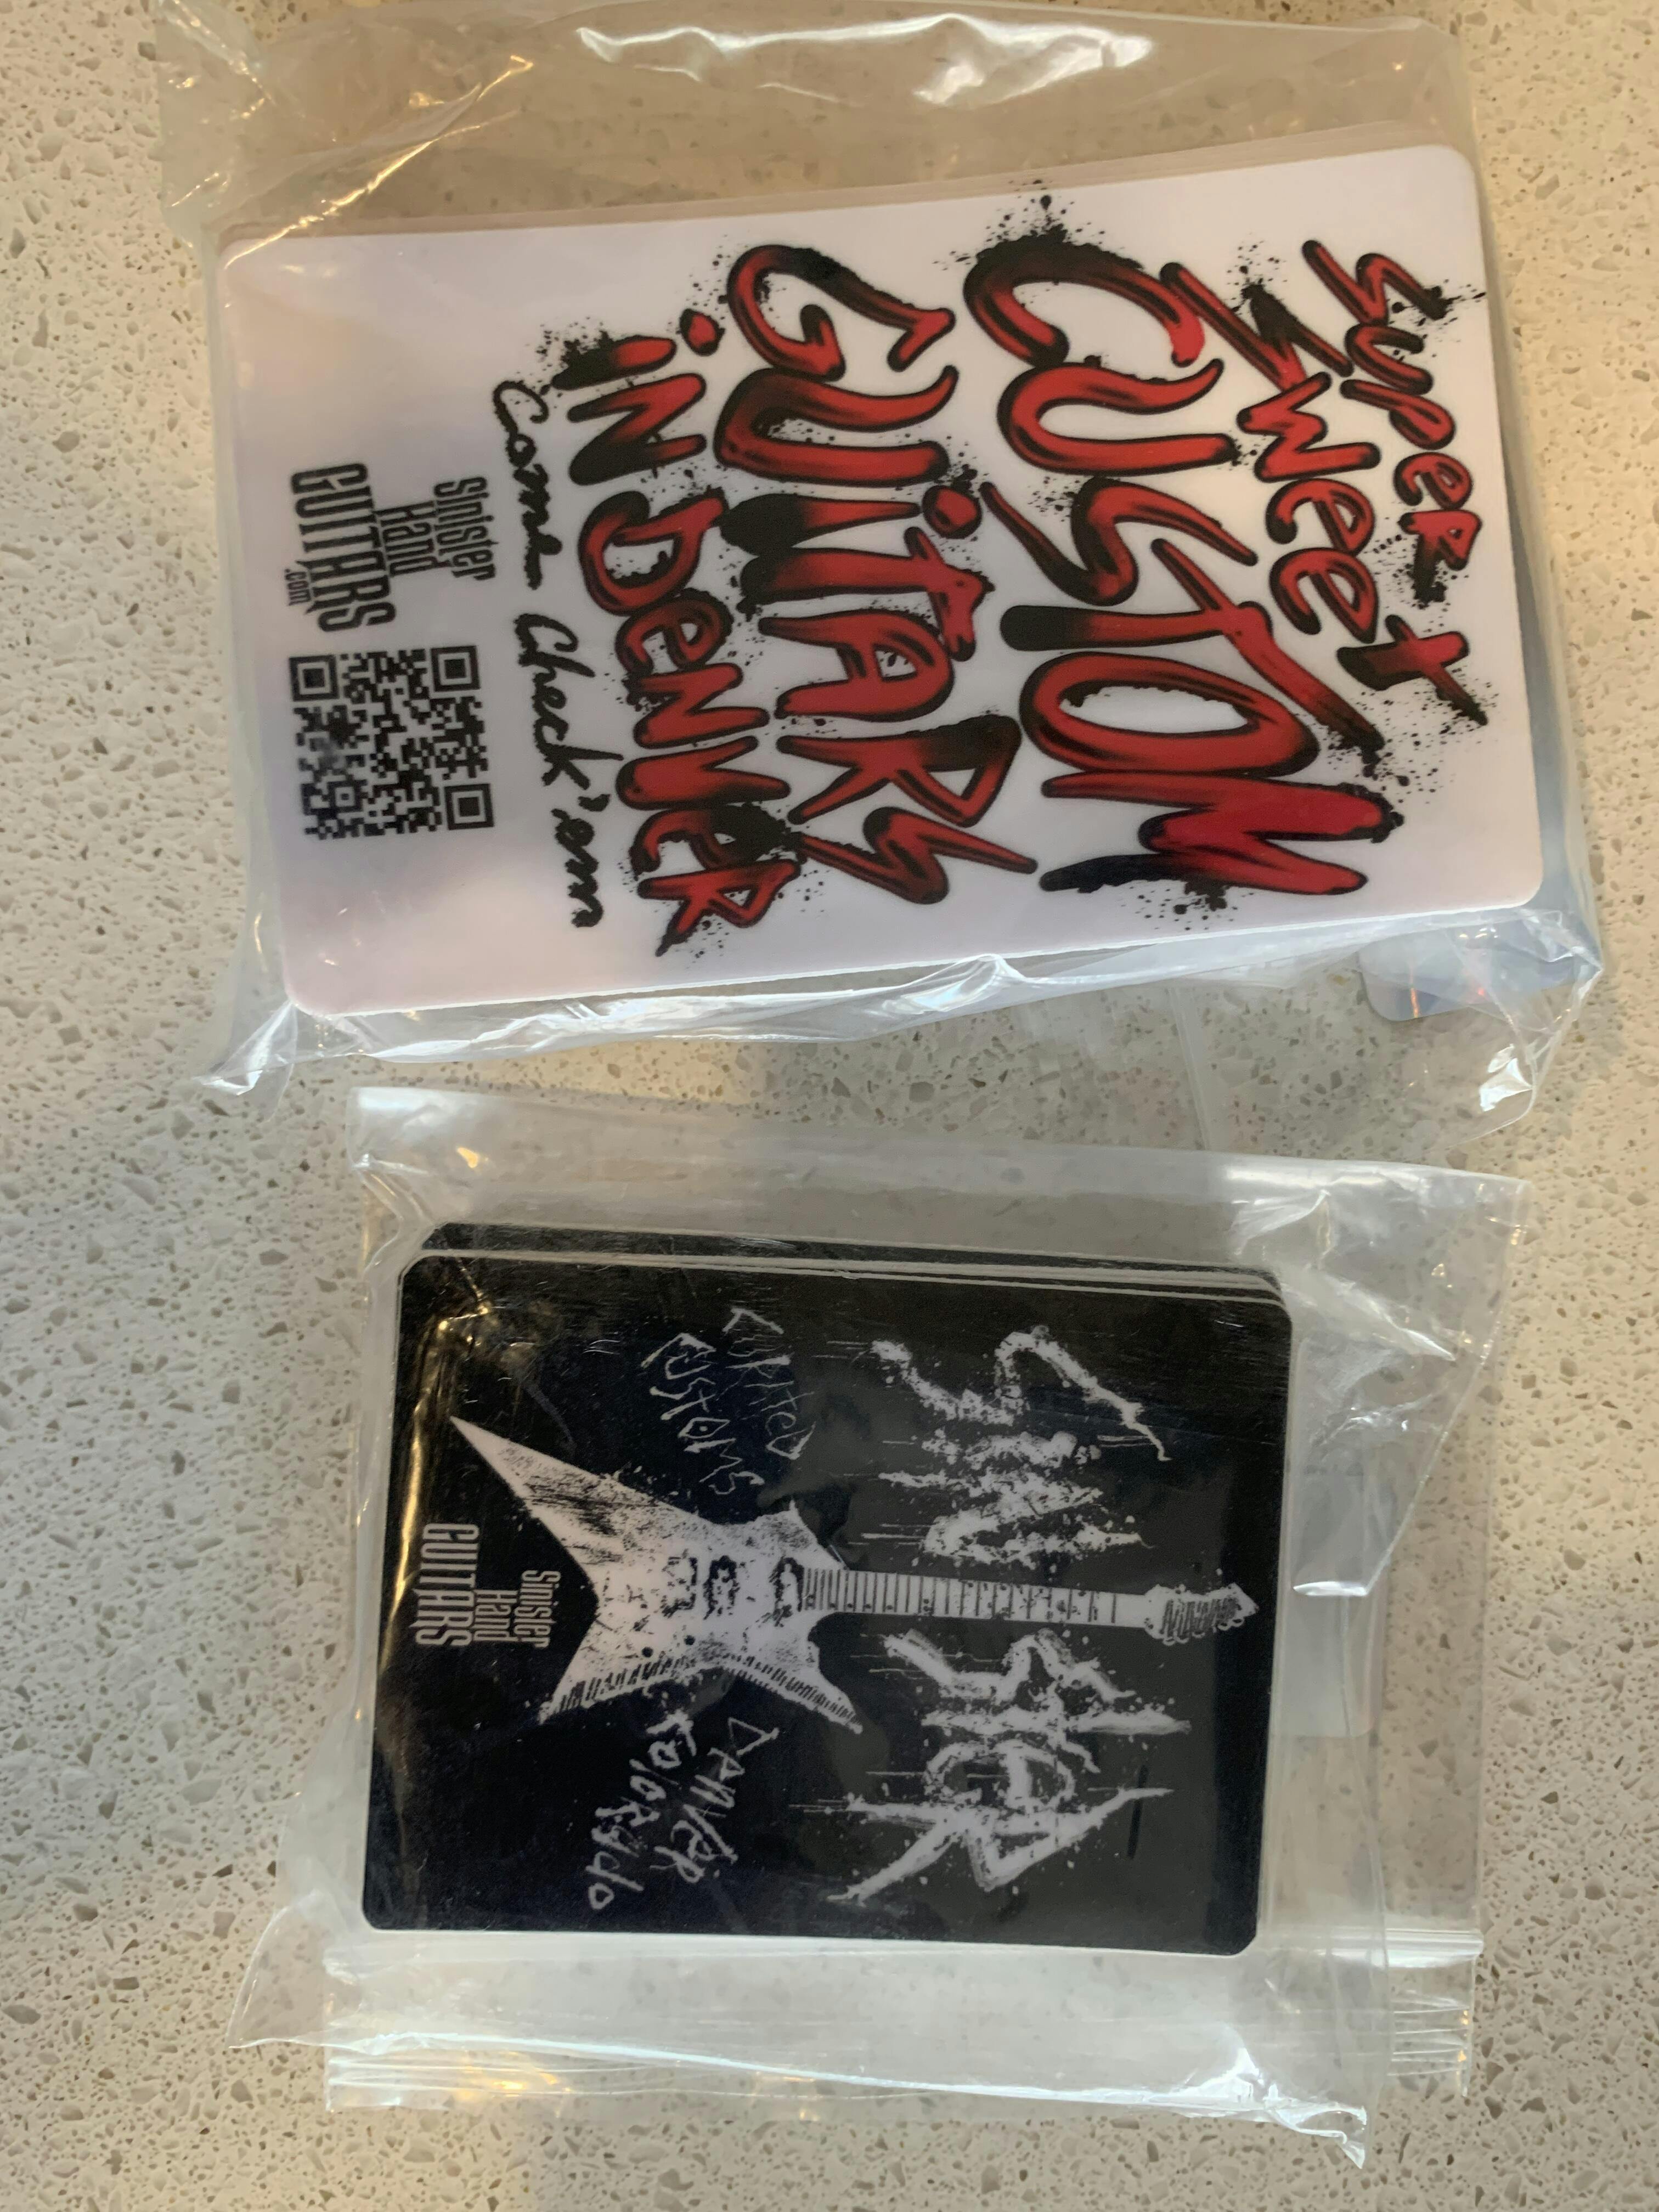 Super
Sweet
CUSTOM
GUiTARS
iN DeNVeR
Come Check 'em
Sinister
Hand
GUITARS
.com
CUSTOMS
DenVeR
Colorado
Sinister
Hand
GUITARS